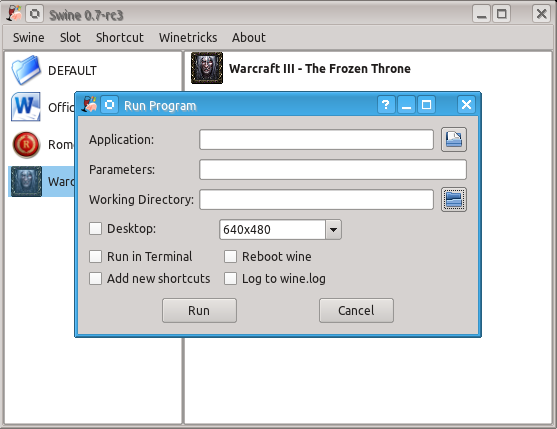 Swine 0.7-rc3
Swine Slot Shortcut Winetricks About
DEFAULT
Warcraft III - The Frozen Throne
Offic
Rome
Warc
Run Program
?
Application:
Parameters:
Working Directory:
Desktop: 640x480
Run in Terminal Reboot wine
Add new shortcuts Log to wine.log
Run Cancel